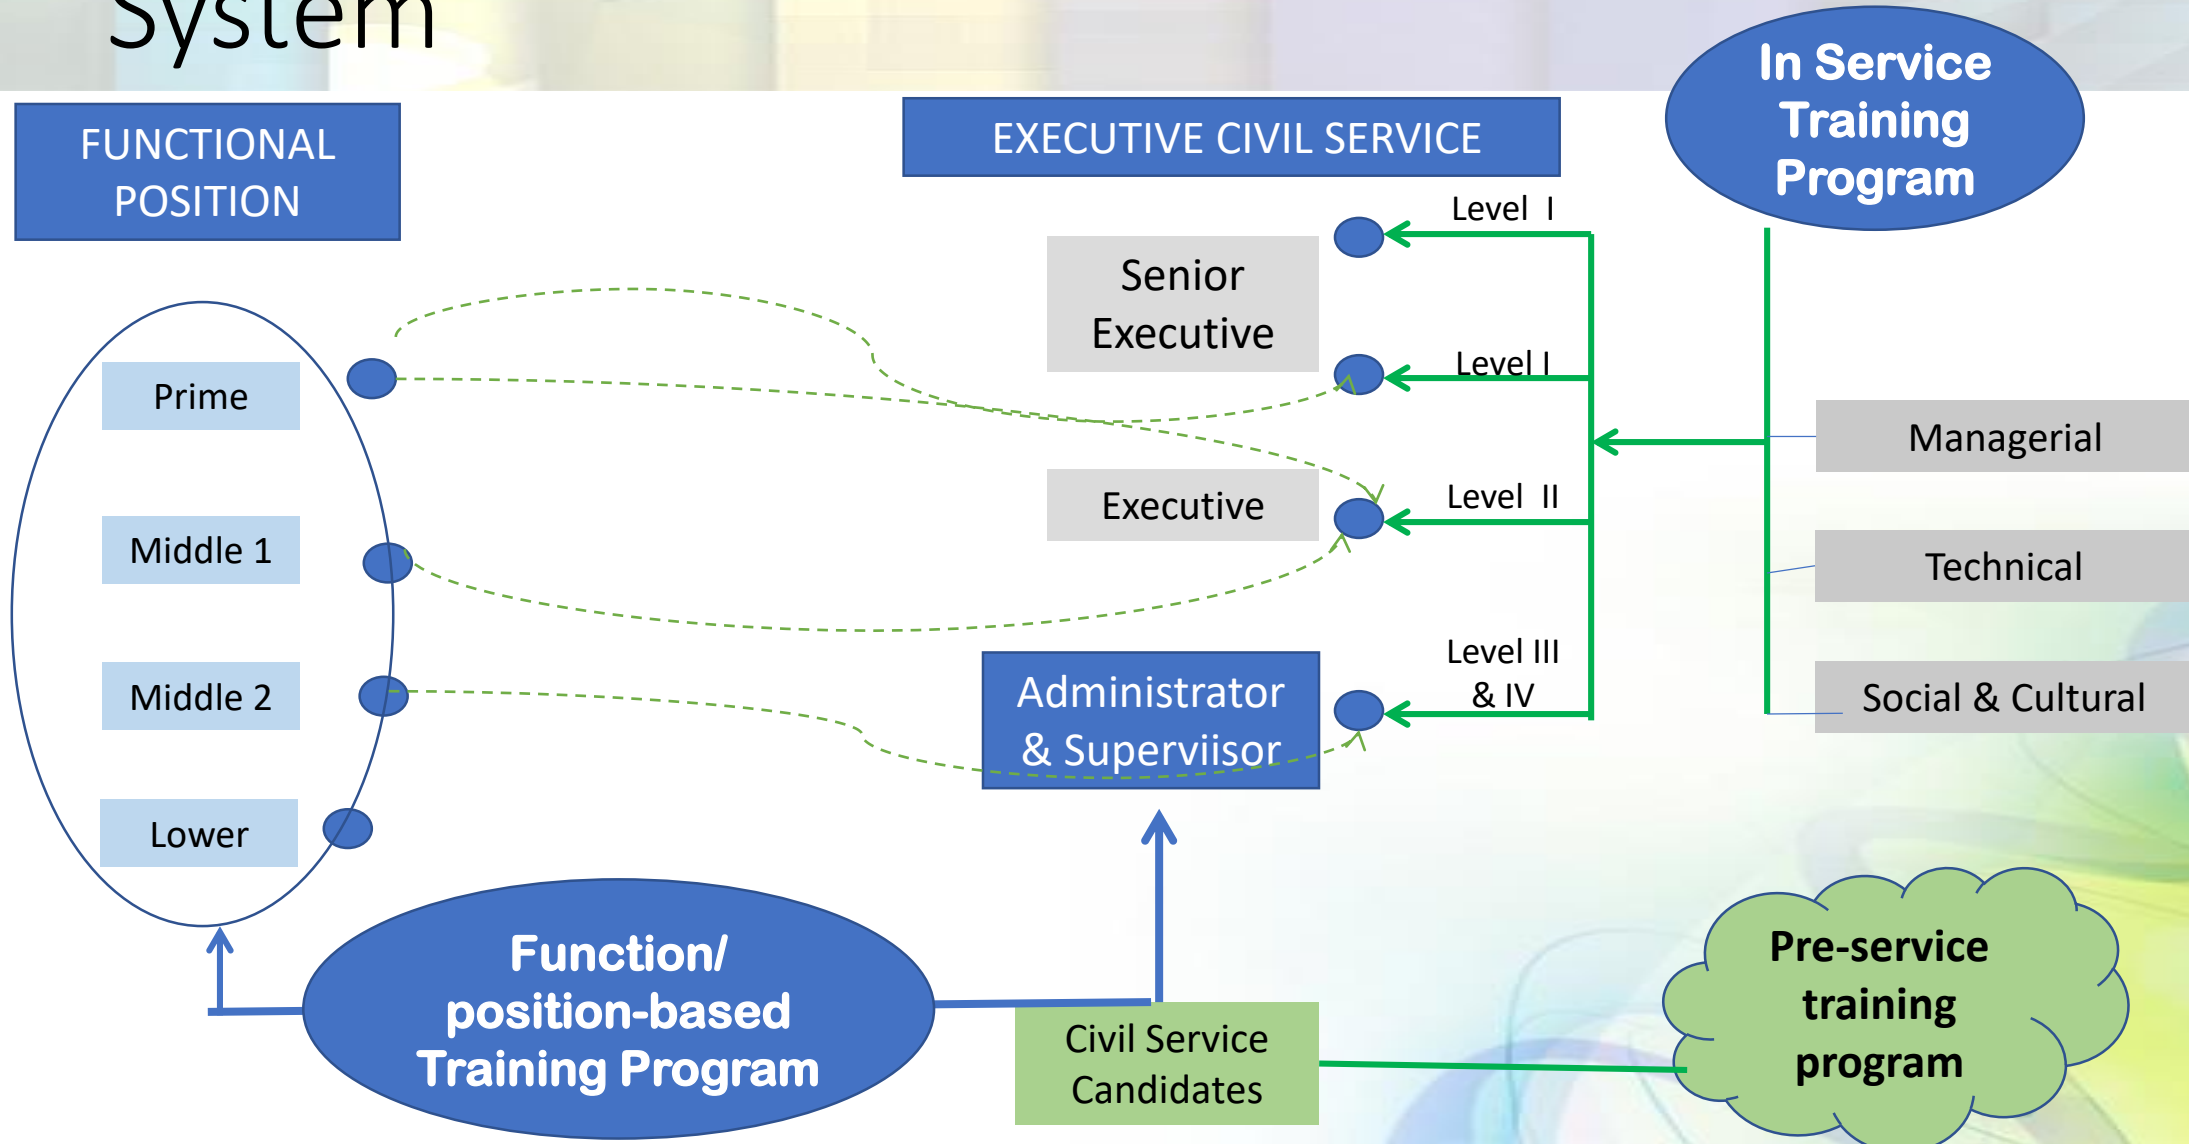 System
FUNCTIONAL
POSITION
EXECUTIVE CIVIL SERVICE
In Service
Training
Program
Level I
Senior
Executive
Level I
Prime
Managerial
Executive
Level II
Middle 1
Technical
Level III
& IV
Administrator
& Superviisor
Middle 2
Social & Cultural
Lower
Function/
position-based
Training Program
Civil Service
Candidates
Pre-service
training
program